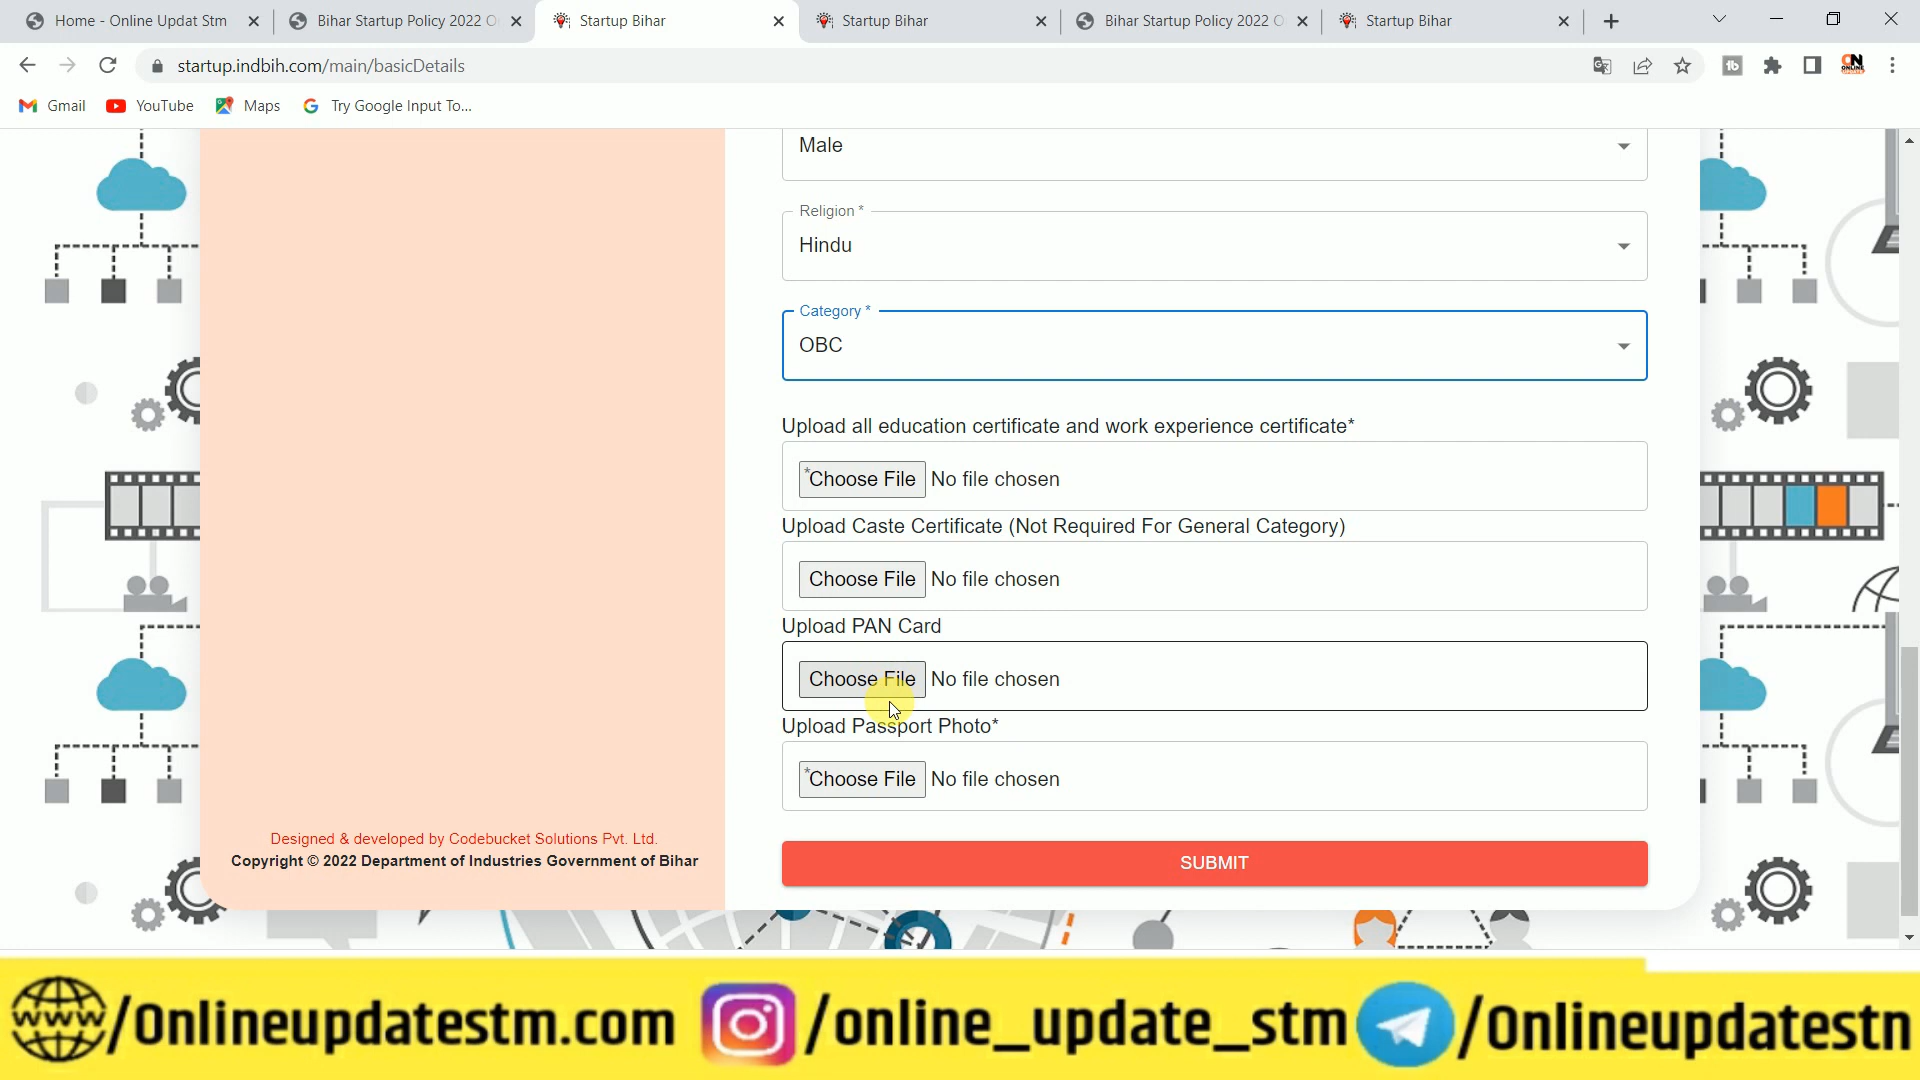 Home - Online Updat Stm
Bihar Startup Policy 2022 O
Startup Bihar
Startup Bihar
Bihar Startup Policy 2022 O
Startup Bihar
startup.indbih.com/main/basicDetails
Gmail
YouTube
Maps
Try Google Input To...
Male
Religion *
Hindu
Category *
OBC
Upload all education certificate and work experience certificate*
*Choose File No file chosen
Upload Caste Certificate (Not Required For General Category)
Choose File No file chosen
Upload PAN Card
Choose File No file chosen
Upload Passport Photo*
*Choose File No file chosen
SUBMIT
Designed & developed by Codebucket Solutions Pvt. Ltd.
Copyright © 2022 Department of Industries Government of Bihar
www/Onlineupdatestm.com
/online_update_stm
/Onlineupdatestn